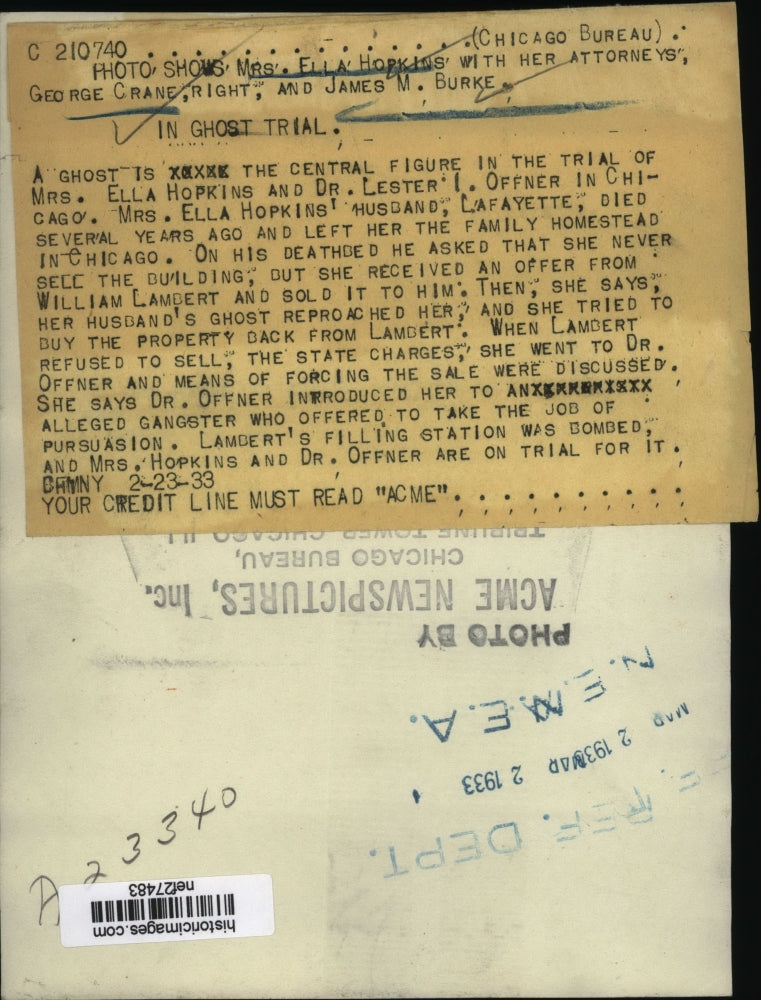 C 210740 . . . . . . . . . . . . . . . (CHICAGO BUREAU) .
PHOTO SHOWS, MRS. ELLA HOPKINS WITH HER ATTORNEYS,
GEORGE CRANE, RIGHT, AND JAMES M. BURKE.
IN GHOST TRIAL.
A GHOST IS XXXXX THE CENTRAL FIGURE IN THE TRIAL OF
MRS. ELLA HOPKINS AND DR. LESTER I. OFFNER IN CHI-
CAGO. MRS. ELLA HOPKINS' HUSBAND, LAFAYETTE, DIED
SEVERAL YEARS AGO AND LEFT HER THE FAMILY HOMESTEAD
IN CHICAGO. ON HIS DEATHBED HE ASKED THAT SHE NEVER
SELL THE BUILDING, BUT SHE RECEIVED AN OFFER FROM
WILLIAM LAMBERT AND SOLD IT TO HIM. THEN, SHE SAYS,
HER HUSBAND'S GHOST REPROACHED HER, AND SHE TRIED TO
BUY THE PROPERTY BACK FROM LAMBERT. WHEN LAMBERT
REFUSED TO SELL, THE STATE CHARGES, SHE WENT TO DR.
OFFNER AND MEANS OF FORCING THE SALE WERE DISCUSSED.
SHE SAYS DR. OFFNER INTRODUCED HER TO AN
ALLEGED GANGSTER WHO OFFERED TO TAKE THE JOB OF
PURSUASION. LAMBERT'S FILLING STATION WAS BOMBED,
AND MRS. HOPKINS AND DR. OFFNER ARE ON TRIAL FOR IT.
2-23-33
YOUR CREDIT LINE MUST READ "ACME". . . . . . . . . . .
TRIBUNE TOWER CHICAGO ILL
CHICAGO BUREAU,
ACME NEWSPICTURES, Inc.
PHOTO BY
N.E.A.
MAR 2 1933 MAR 2 1933
REF. DEPT.
A 23340
nef27483
historicimages.com